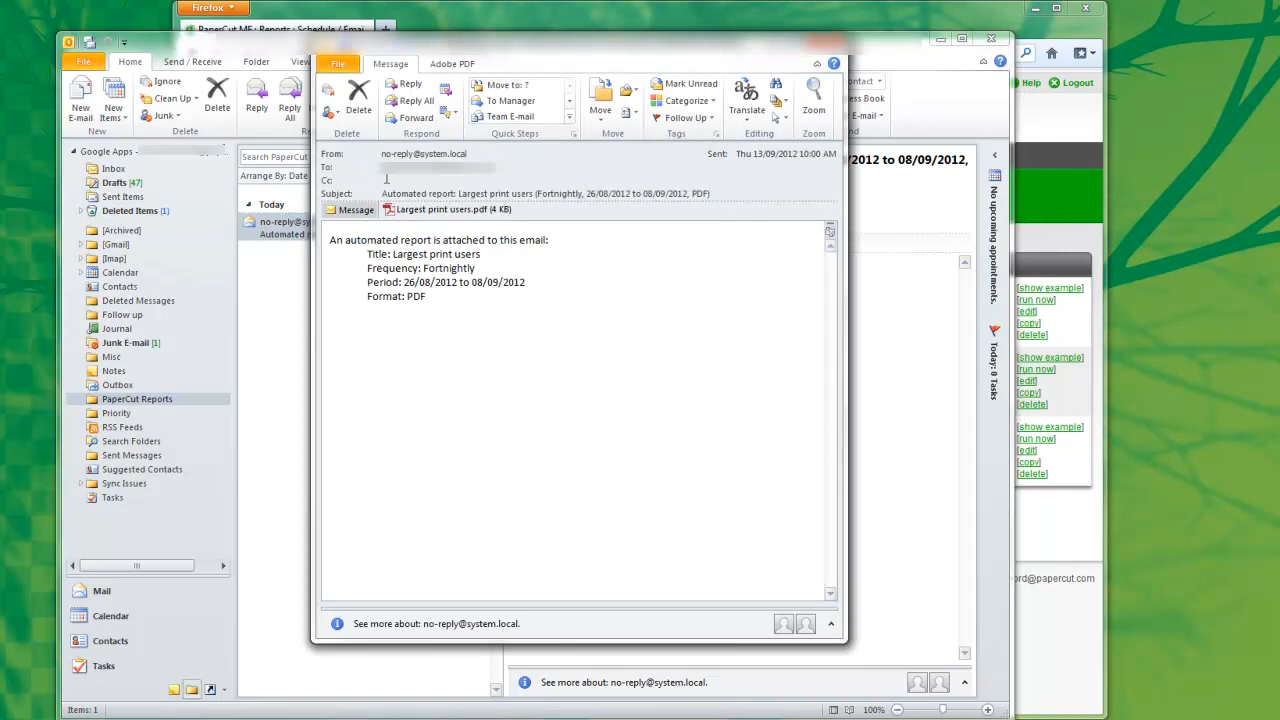 Firefox
PaperCut MF : Reports : Schedule / Emai...
File Home Send / Receive Folder
New E-mail
New Items
New
Ignore
Clean Up
Junk
Delete
Delete
Reply
Reply All
Google Apps -
Inbox
Drafts [47]
Sent Items
Deleted Items (1)
[Archived]
[Gmail]
[Imap]
Calendar
Contacts
Deleted Messages
Follow up
Journal
Junk E-mail [1]
Misc
Notes
Outbox
PaperCut Reports
Priority
RSS Feeds
Search Folders
Sent Messages
Suggested Contacts
Sync Issues
Tasks
Mail
Calendar
Contacts
Tasks
Items: 1
Search PaperCut
Arrange By: Date
Today
File Message Adobe PDF
Delete
Delete
Reply
Reply All
Forward
Respond
Move to: ?
To Manager
Team E-mail
Quick Steps
Move
Move
Mark Unread
Categorize
Follow Up
Tags
Translate
Editing
Zoom
Zoom
From: no-reply@system.local
Sent: Thu 13/09/2012 10:00 AM
To:
Cc:
Subject: Automated report: Largest print users (Fortnightly, 26/08/2012 to 08/09/2012, PDF)
Message Largest print users.pdf (4 KB)
An automated report is attached to this email:
Title: Largest print users
Frequency: Fortnightly
Period: 26/08/2012 to 08/09/2012
Format: PDF
See more about: no-reply@system.local.
/2012 to 08/09/2012,
No upcoming appointments.
Today: 0 Tasks
See more about: no-reply@system.local.
100%
Help Logout
[show example]
[run now]
[edit]
[copy]
[delete]
[show example]
[run now]
[edit]
[copy]
[delete]
[show example]
[run now]
[edit]
[copy]
[delete]
ord@papercut.com